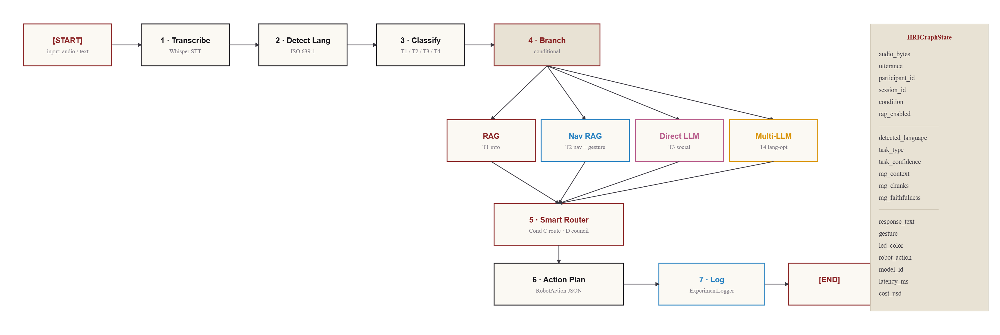 [START]
input: audio / text
1 · Transcribe
Whisper STT
2 · Detect Lang
ISO 639-1
3 · Classify
T1 / T2 / T3 / T4
4 · Branch
conditional
RAG
T1 info
Nav RAG
T2 nav + gesture
Direct LLM
T3 social
Multi-LLM
T4 lang-opt
5 · Smart Router
Cond C route · D council
6 · Action Plan
RobotAction JSON
7 · Log
ExperimentLogger
[END]
HRIGraphState
audio_bytes
utterance
participant_id
session_id
condition
rag_enabled
detected_language
task_type
task_confidence
rag_context
rag_chunks
rag_faithfulness
response_text
gesture
led_color
robot_action
model_id
latency_ms
cost_usd